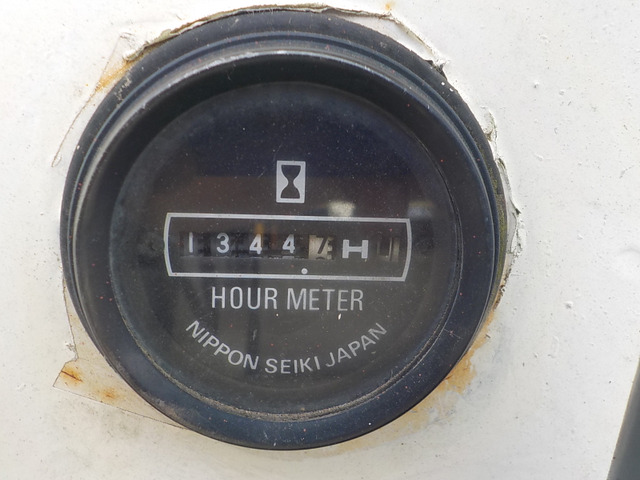 1344 H
HOUR METER
NIPPON SEIKI JAPAN